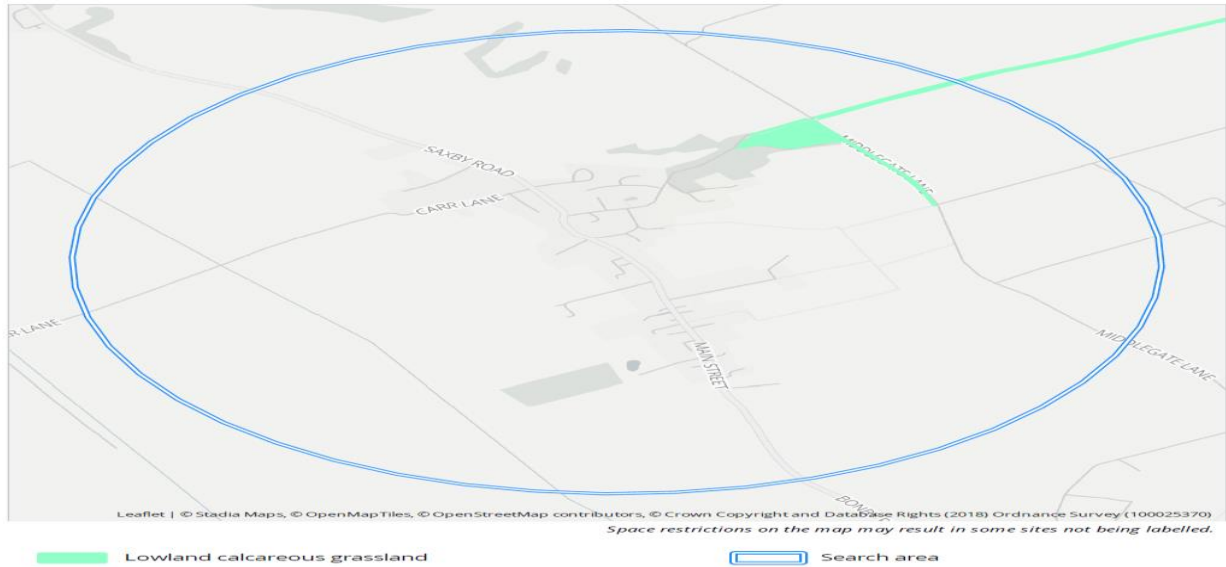 SAXBY ROAD
MIDDLEGATE LANE
CARR LANE
LANE
MAIN STREET
MIDDLEGATE LANE
Leaflet | © Stadia Maps, © OpenMapTiles, © OpenStreetMap contributors, © Crown Copyright and Database Rights (2018) Ordnance Survey (100025370)
Space restrictions on the map may result in some sites not being labelled.
Lowland calcareous grassland
Search area